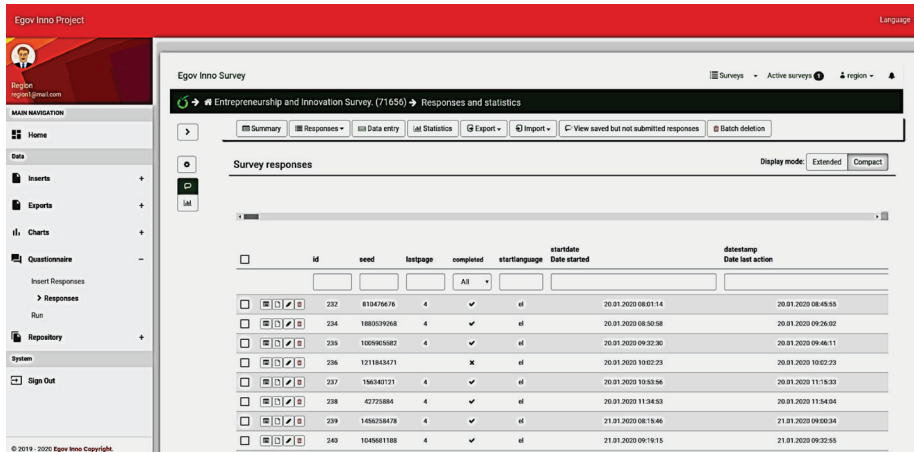 Egov Inno Project
Language
Region
region1@mail.com
MAIN NAVIGATION
Home
Data
Inserts +
Exports +
Charts +
Questionnaire −
Insert Responses
> Responses
Run
Repository +
System
Sign Out
© 2019 - 2020 Egov Inno Copyright.
Egov Inno Survey
Surveys Active surveys 1 region
Entrepreneurship and Innovation Survey. (71656) → Responses and statistics
Summary Responses Data entry Statistics Export Import View saved but not submitted responses Batch deletion
Survey responses
Display mode: Extended Compact
startdate datestamp
id seed lastpage completed startlanguage Date started Date last action
All
232 810476676 4 ✔ el 20.01.2020 08:01:14 20.01.2020 08:45:55
234 1880539268 4 ✔ el 20.01.2020 08:50:58 20.01.2020 09:26:02
235 1005905582 4 ✔ el 20.01.2020 09:32:30 20.01.2020 09:46:11
236 1211843471 ✖ el 20.01.2020 10:02:23 20.01.2020 10:02:23
237 156340121 4 ✔ el 20.01.2020 10:53:56 20.01.2020 11:15:33
238 42725884 4 ✔ el 20.01.2020 11:34:53 20.01.2020 11:54:04
239 1456258478 4 ✔ el 21.01.2020 08:15:46 21.01.2020 09:00:34
240 1045681188 4 ✔ el 21.01.2020 09:19:15 21.01.2020 09:32:55